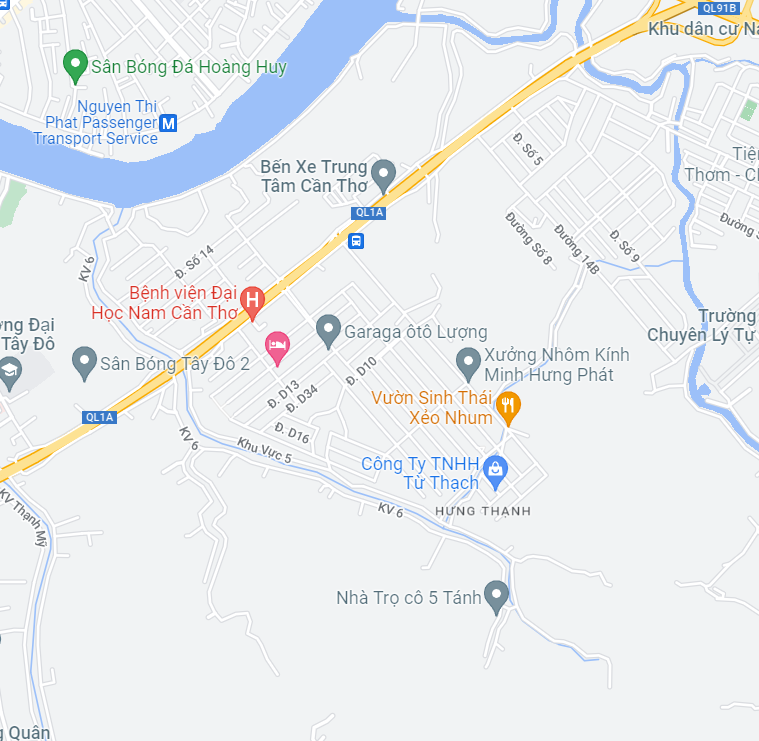 QL91B
Khu dân cư Na
Sân Bóng Đá Hoàng Huy
Nguyen Thi
Phat Passenger
Transport Service
M
Đ. Số 5
Tiện
Thơm - C
Bến Xe Trung
Tâm Cần Thơ
QL1A
Đường S
Đường Số 8
Đường 14B
Đ. Số 9
KV 6
Đ. Số 14
Bệnh viện Đại
Học Nam Cần Thơ
H
ờng Đại
Tây Đô
Garaga ôtô Lượng
Trường
Chuyên Lý Tự
Sân Bóng Tây Đô 2
Đ. D10
Xưởng Nhôm Kính
Minh Hưng Phát
Đ. D13
Đ. D34
Vườn Sinh Thái
Xẻo Nhum
QL1A
KV 6
Đ. D16
Khu Vực 5
Công Ty TNHH
Từ Thạch
KV Thạnh Mỹ
KV 6
HƯNG THẠNH
Nhà Trọ cô 5 Tánh
g Quân